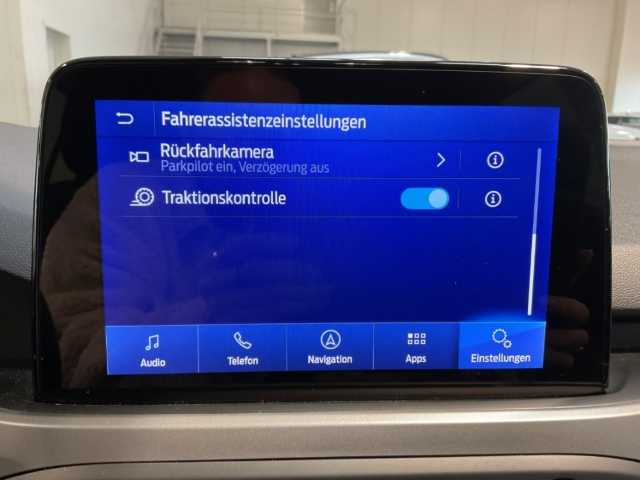 Fahrerassistenzeinstellungen
Rückfahrkamera
Parkpilot ein, Verzögerung aus
Traktionskontrolle
Audio
Telefon
Navigation
Apps
Einstellungen